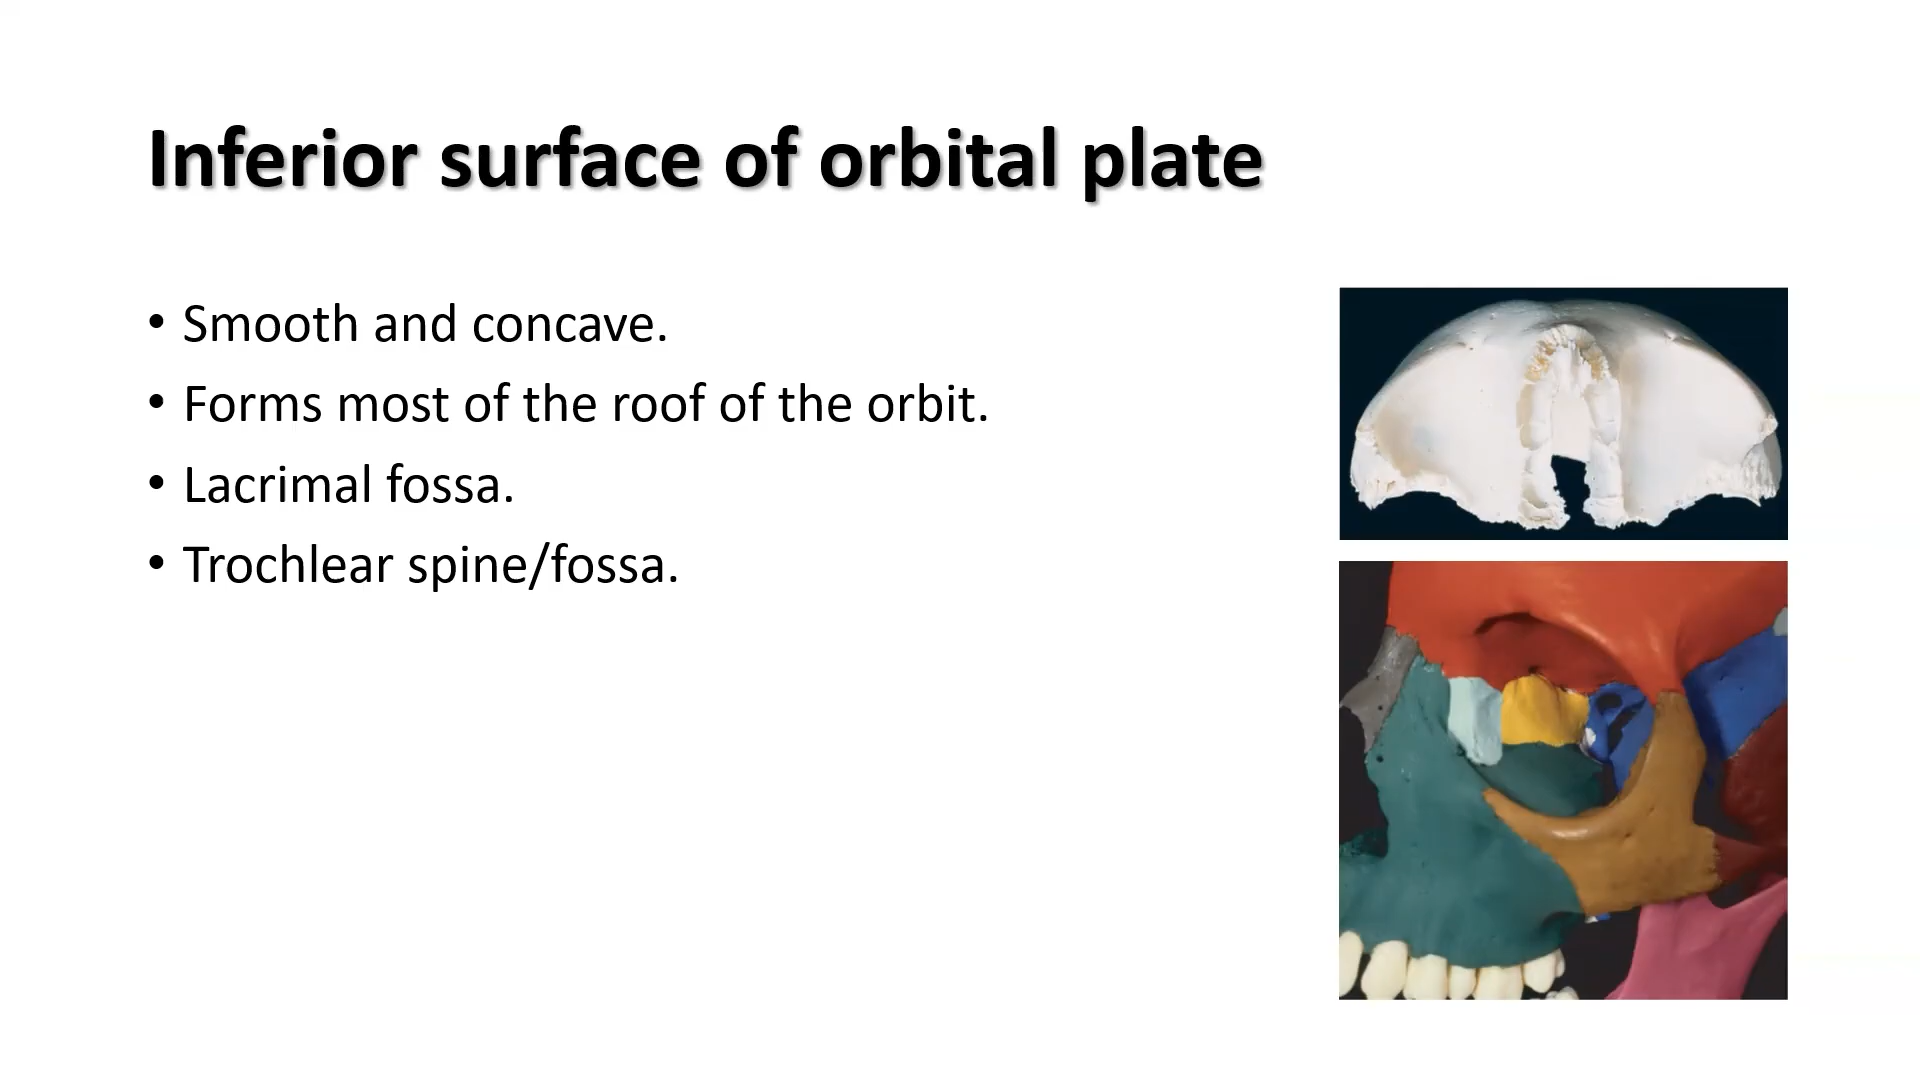 Inferior surface of orbital plate
• Smooth and concave.
• Forms most of the roof of the orbit.
• Lacrimal fossa.
• Trochlear spine/fossa.